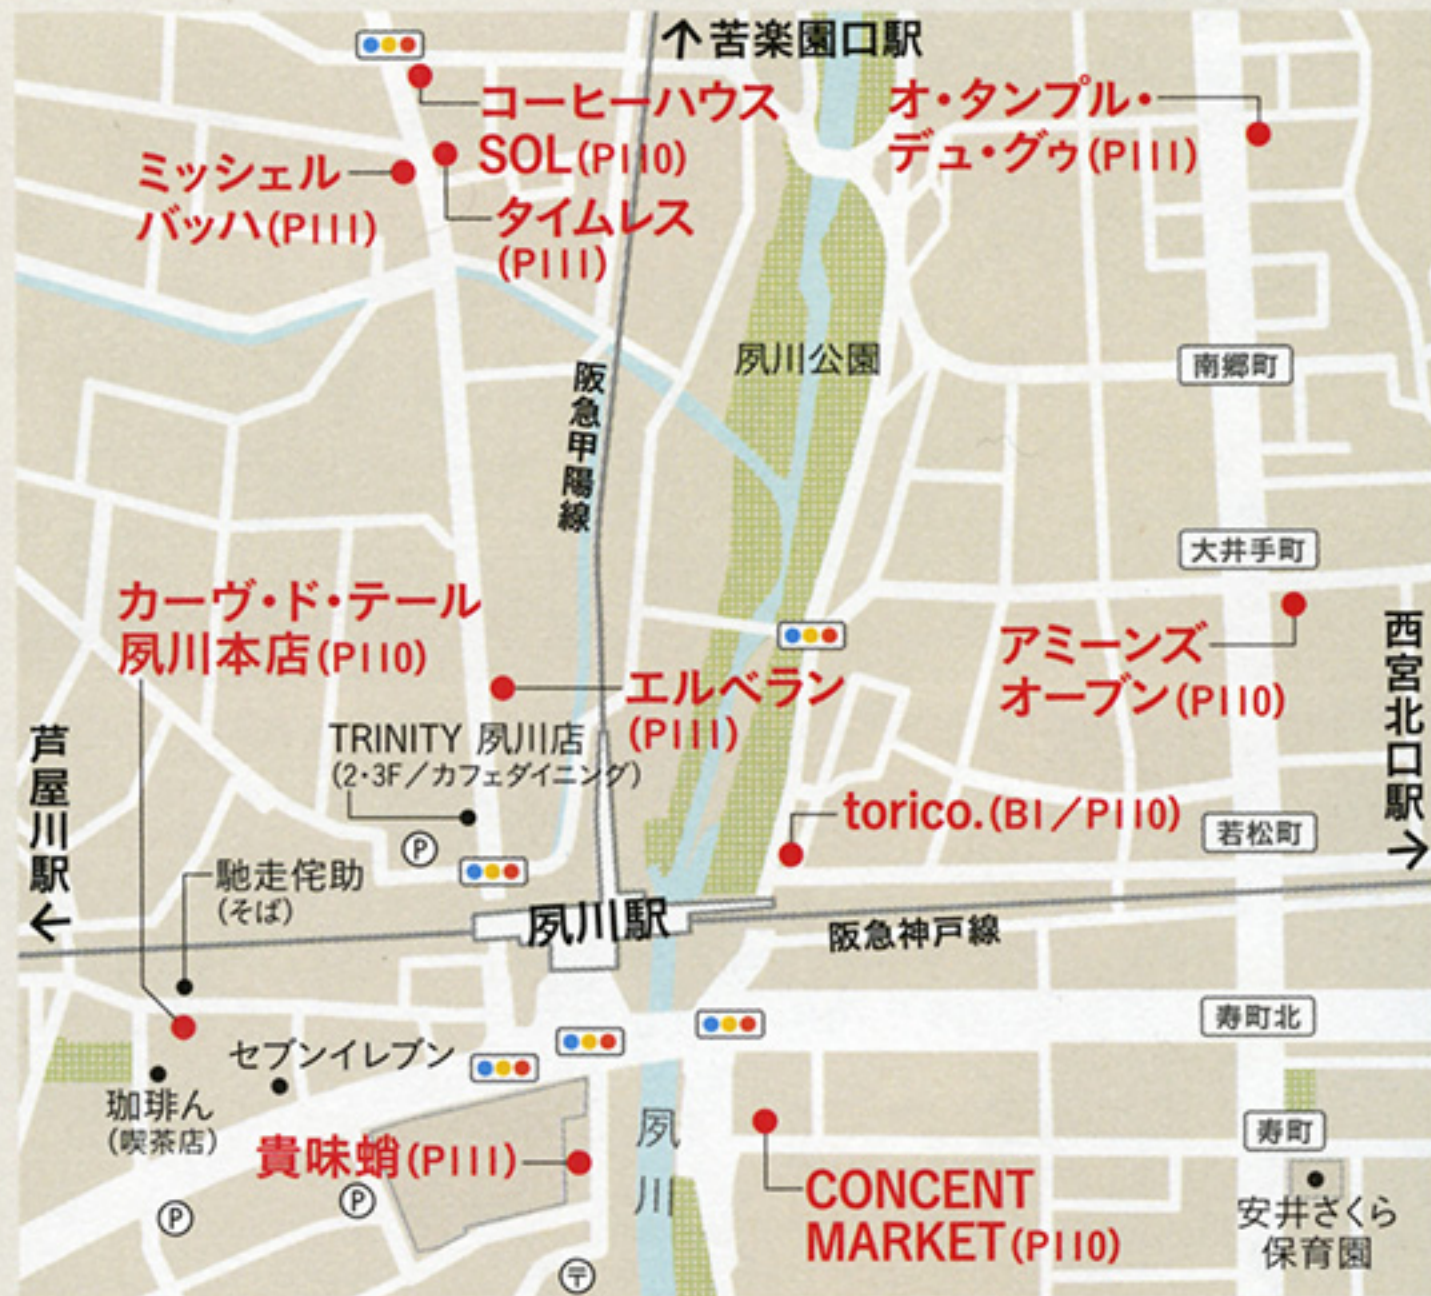 苦楽園口駅
コーヒーハウス
SOL(P110)
オ・タンプル・
デュ・グゥ(P111)
ミッシェル
バッハ(P111)
タイムレス
(P111)
夙川公園
南郷町
阪急甲陽線
大井手町
カーヴ・ド・テール
夙川本店(P110)
アミーンズ
オーブン(P110)
西宮北口駅
エルベラン
(P111)
芦屋川駅
TRINITY 夙川店
(2・3F/カフェダイニング)
torico.(B1/P110)
若松町
P
馳走侘助
(そば)
夙川駅
阪急神戸線
寿町北
セブンイレブン
珈琲ん
(喫茶店)
夙川
寿町
貴味蛸(P111)
CONCENT
MARKET(P110)
P
P
安井さくら
保育園
〒